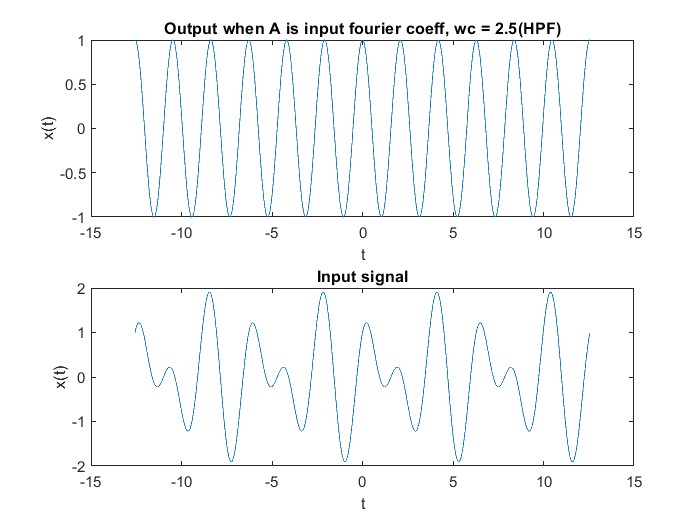 Output when A is input fourier coeff, wc = 2.5(HPF)
1
0.5
0
-0.5
-1
x(t)
-15 -10 -5 0 5 10 15
t
Input signal
2
1
0
-1
-2
x(t)
-15 -10 -5 0 5 10 15
t